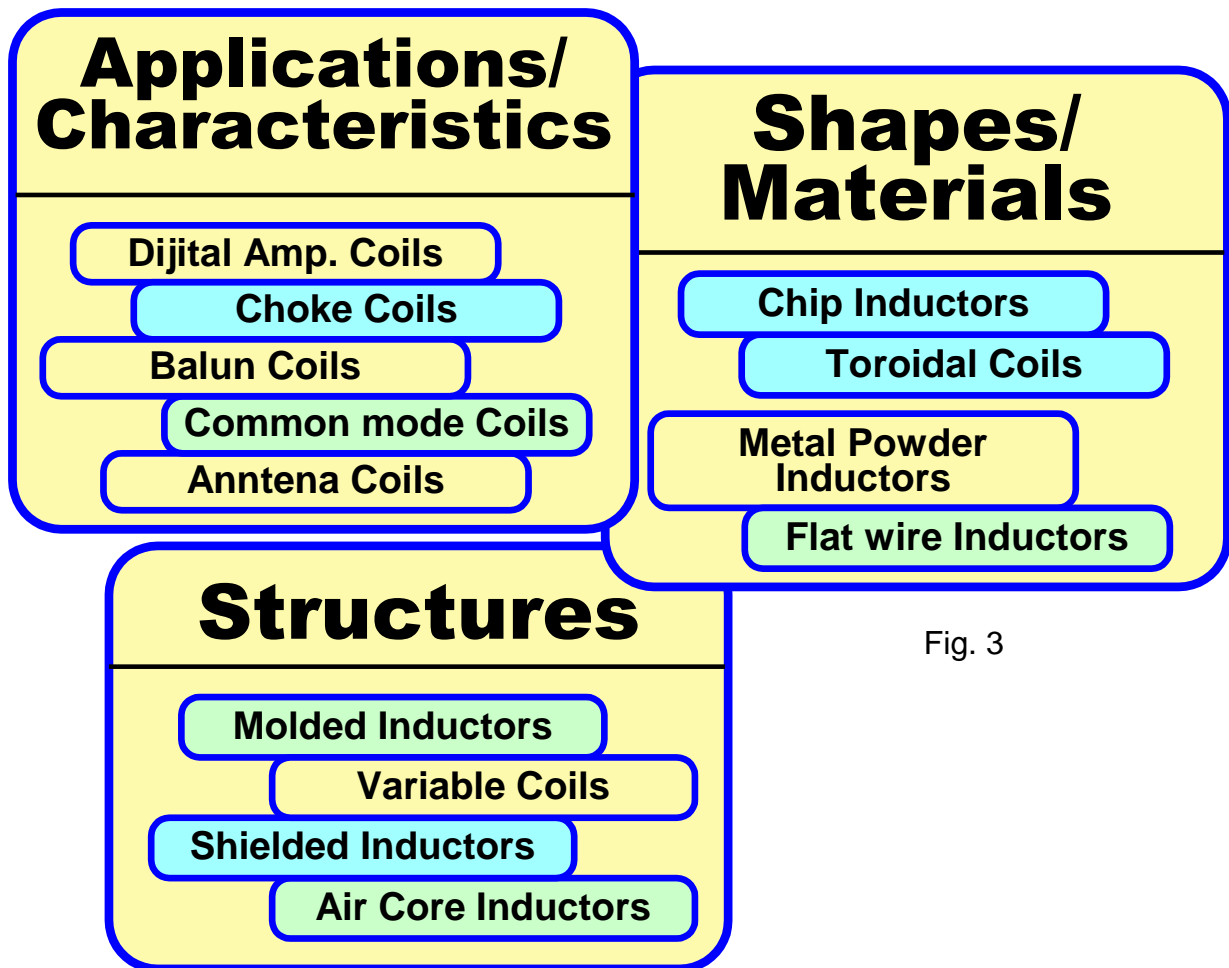 Applications/
Characteristics
Dijital Amp. Coils
Choke Coils
Balun Coils
Common mode Coils
Anntena Coils
Shapes/
Materials
Chip Inductors
Toroidal Coils
Metal Powder
Inductors
Flat wire Inductors
Structures
Molded Inductors
Variable Coils
Shielded Inductors
Air Core Inductors
Fig. 3